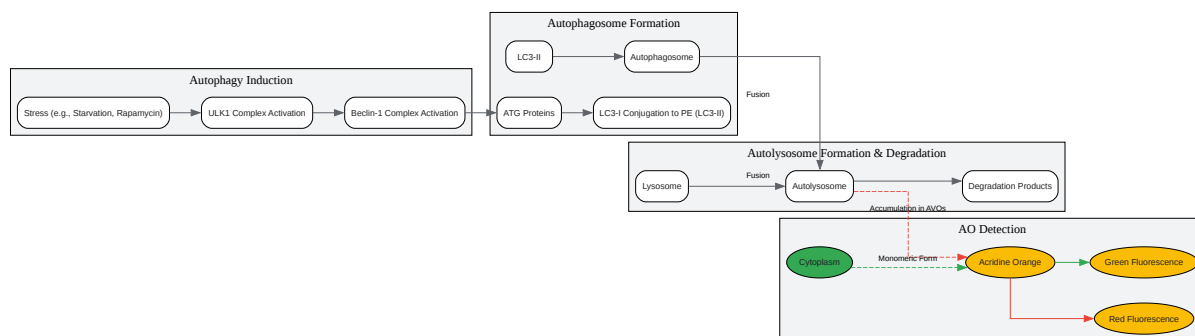 Autophagosome Formation
LC3-II
Autophagosome
Autophagy Induction
Fusion
Stress (e.g., Starvation, Rapamycin)
ULK1 Complex Activation
Beclin-1 Complex Activation
ATG Proteins
LC3-I Conjugation to PE (LC3-II)
Autolysosome Formation & Degradation
Lysosome
Fusion
Autolysosome
Degradation Products
Accumulation in AVOs
AO Detection
Cytoplasm
Monomeric Form
Acridine Orange
Green Fluorescence
Red Fluorescence